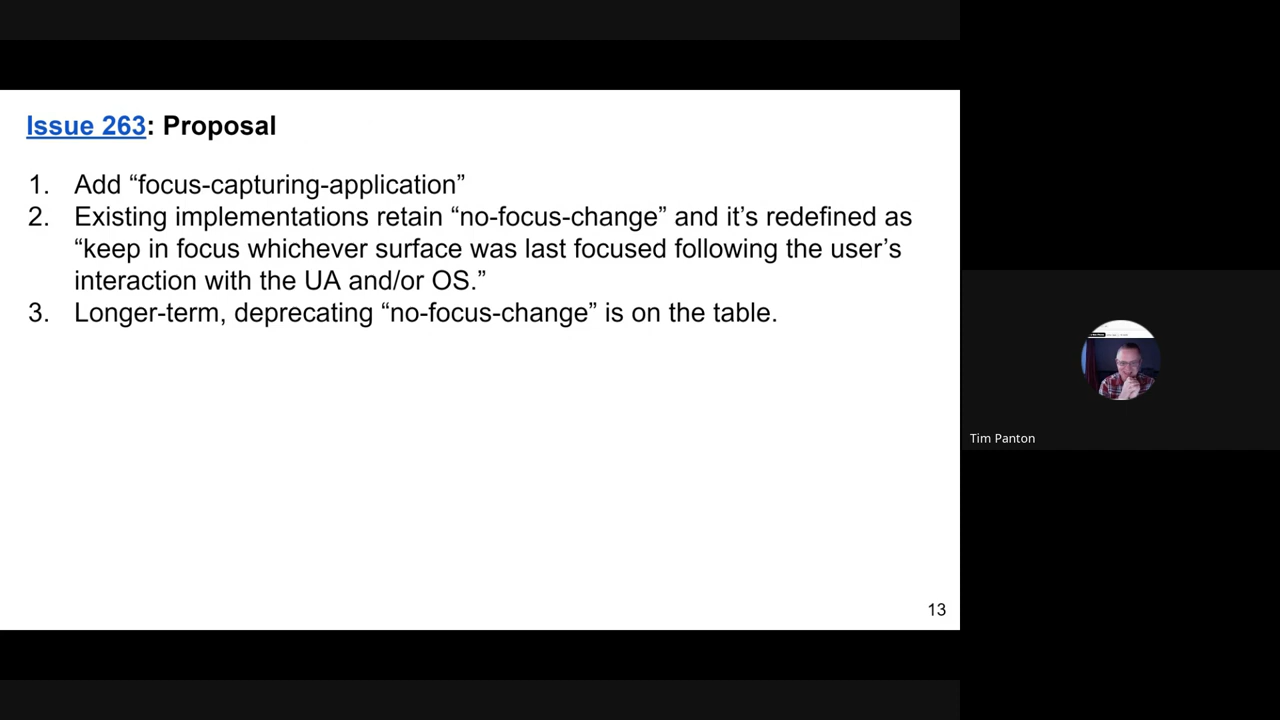 Issue 263: Proposal
1. Add “focus-capturing-application”
2. Existing implementations retain “no-focus-change” and it’s redefined as
“keep in focus whichever surface was last focused following the user’s
interaction with the UA and/or OS.”
3. Longer-term, deprecating “no-focus-change” is on the table.
13
Tim Panton